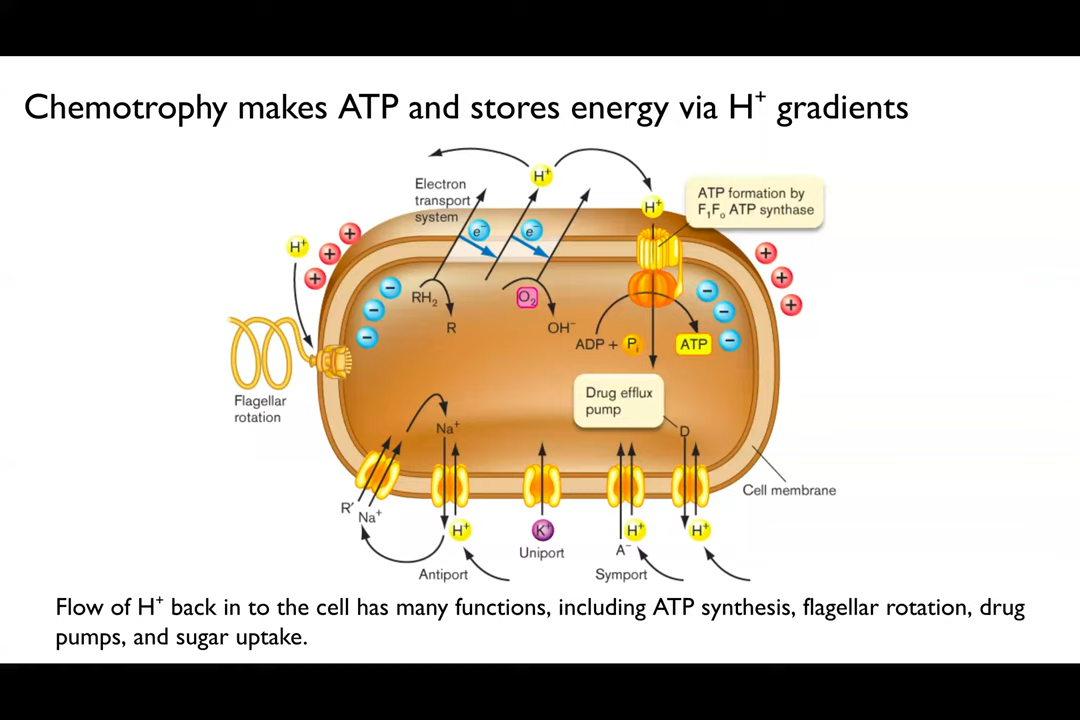 Chemotrophy makes ATP and stores energy via H⁺ gradients
Electron
transport
system
H⁺
H⁺
ATP formation by
F₁Fₒ ATP synthase
H⁺
+
+
+
e⁻
e⁻
+
+
+
−
−
−
−
−
−
RH₂
R
O₂
OH⁻
ADP + Pᵢ
ATP
Flagellar
rotation
Drug efflux
pump
Na⁺
D
Cell membrane
R′
Na⁺
H⁺
K⁺
A⁻
H⁺
H⁺
Antiport
Uniport
Symport
Flow of H⁺ back in to the cell has many functions, including ATP synthesis, flagellar rotation, drug
pumps, and sugar uptake.